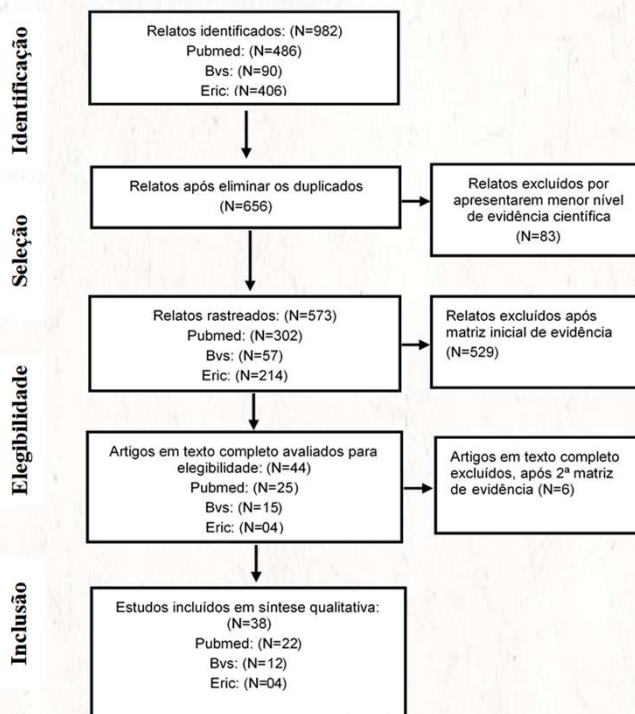 Identificação
Relatos identificados: (N=982)
Pubmed: (N=486)
Bvs: (N=90)
Eric: (N=406)
Seleção
Relatos após eliminar os duplicados
(N=656)
Relatos excluídos por
apresentarem menor nível
de evidência científica
(N=83)
Elegibilidade
Relatos rastreados: (N=573)
Pubmed: (N=302)
Bvs: (N=57)
Eric: (N=214)
Relatos excluídos após
matriz inicial de evidência
(N=529)
Artigos em texto completo avaliados para
elegibilidade: (N=44)
Pubmed: (N=25)
Bvs: (N=15)
Eric: (N=04)
Artigos em texto completo
excluídos, após 2ª matriz
de evidência (N=6)
Inclusão
Estudos incluídos em síntese qualitativa:
(N=38)
Pubmed: (N=22)
Bvs: (N=12)
Eric: (N=04)